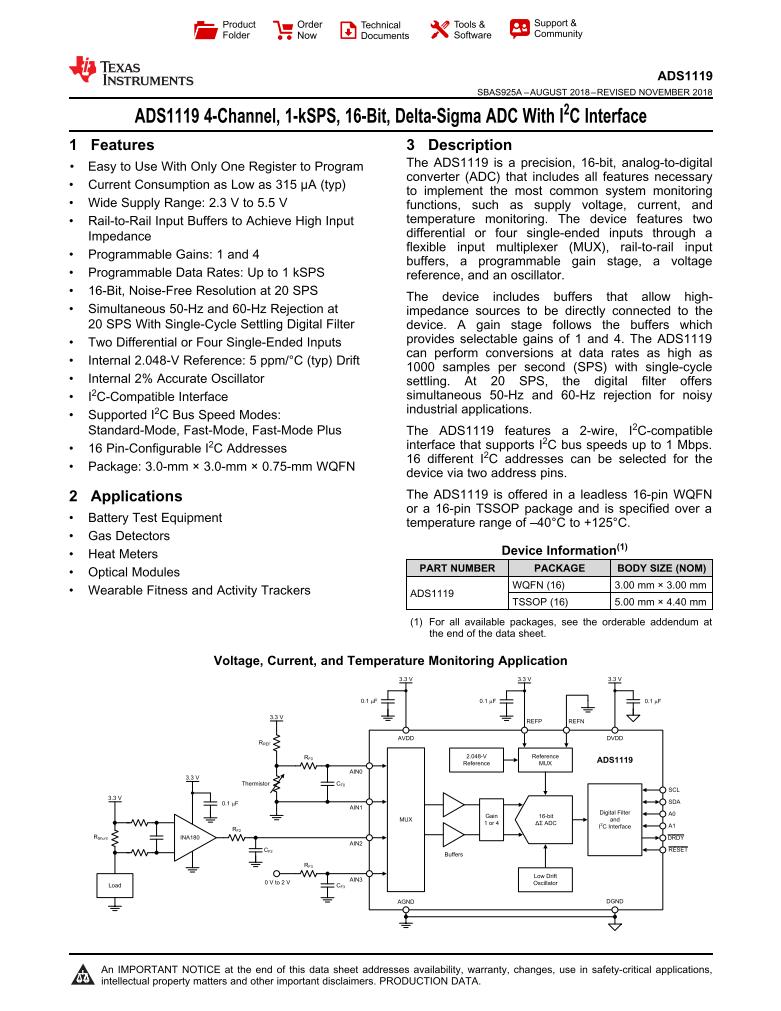 Product
Folder
Order
Now
Technical
Documents
Tools &
Software
Support &
Community
TEXAS
INSTRUMENTS
ADS1119
SBAS925A –AUGUST 2018–REVISED NOVEMBER 2018
ADS1119 4-Channel, 1-kSPS, 16-Bit, Delta-Sigma ADC With I2C Interface
1 Features
• Easy to Use With Only One Register to Program
• Current Consumption as Low as 315 μA (typ)
• Wide Supply Range: 2.3 V to 5.5 V
• Rail-to-Rail Input Buffers to Achieve High Input
Impedance
• Programmable Gains: 1 and 4
• Programmable Data Rates: Up to 1 kSPS
• 16-Bit, Noise-Free Resolution at 20 SPS
• Simultaneous 50-Hz and 60-Hz Rejection at
20 SPS With Single-Cycle Settling Digital Filter
• Two Differential or Four Single-Ended Inputs
• Internal 2.048-V Reference: 5 ppm/°C (typ) Drift
• Internal 2% Accurate Oscillator
• I2C-Compatible Interface
• Supported I2C Bus Speed Modes:
Standard-Mode, Fast-Mode, Fast-Mode Plus
• 16 Pin-Configurable I2C Addresses
• Package: 3.0-mm × 3.0-mm × 0.75-mm WQFN
2 Applications
• Battery Test Equipment
• Gas Detectors
• Heat Meters
• Optical Modules
• Wearable Fitness and Activity Trackers
3 Description
The ADS1119 is a precision, 16-bit, analog-to-digital
converter (ADC) that includes all features necessary
to implement the most common system monitoring
functions, such as supply voltage, current, and
temperature monitoring. The device features two
differential or four single-ended inputs through a
flexible input multiplexer (MUX), rail-to-rail input
buffers, a programmable gain stage, a voltage
reference, and an oscillator.
The device includes buffers that allow high-
impedance sources to be directly connected to the
device. A gain stage follows the buffers which
provides selectable gains of 1 and 4. The ADS1119
can perform conversions at data rates as high as
1000 samples per second (SPS) with single-cycle
settling. At 20 SPS, the digital filter offers
simultaneous 50-Hz and 60-Hz rejection for noisy
industrial applications.
The ADS1119 features a 2-wire, I2C-compatible
interface that supports I2C bus speeds up to 1 Mbps.
16 different I2C addresses can be selected for the
device via two address pins.
The ADS1119 is offered in a leadless 16-pin WQFN
or a 16-pin TSSOP package and is specified over a
temperature range of –40°C to +125°C.
Device Information(1)
PART NUMBER PACKAGE BODY SIZE (NOM)
ADS1119 WQFN (16) 3.00 mm × 3.00 mm
TSSOP (16) 5.00 mm × 4.40 mm
(1) For all available packages, see the orderable addendum at
the end of the data sheet.
Voltage, Current, and Temperature Monitoring Application
3.3 V 3.3 V 3.3 V
0.1 μF 0.1 μF 0.1 μF
3.3 V
REFP REFN
AVDD DVDD
RREF
2.048-V
Reference
Reference
MUX
ADS1119
RF3 AIN0
Thermistor CF3
3.3 V
3.3 V
0.1 μF
AIN1
RShunt
INA180
RF2
CF2
AIN2
MUX
Buffers
Gain
1 or 4
16-bit
ΔΣ ADC
Digital Filter
and
I2C Interface
SCL
SDA
A0
A1
DRDY
RESET
Load
0 V to 2 V
RF3
CF3
AIN3
Low Drift
Oscillator
AGND DGND
An IMPORTANT NOTICE at the end of this data sheet addresses availability, warranty, changes, use in safety-critical applications,
intellectual property matters and other important disclaimers. PRODUCTION DATA.